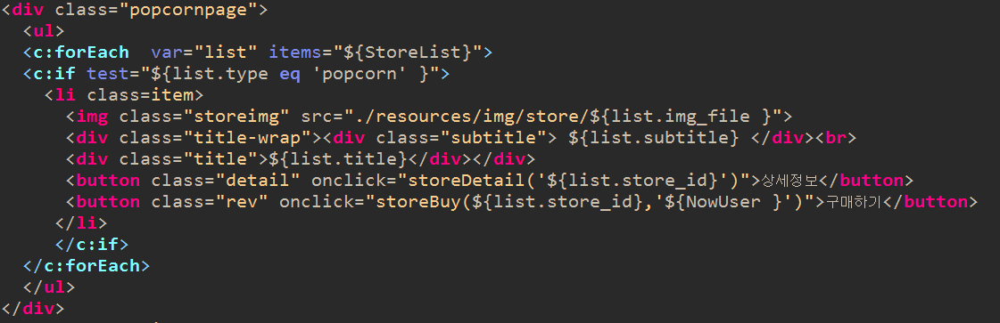 <div class="popcornpage">
  <ul>
  <c:forEach  var="list" items="${StoreList}">
  <c:if test="${list.type eq 'popcorn' }">
    <li class=item>
      <img class="storeimg" src="./resources/img/store/${list.img_file }">
      <div class="title-wrap"><div class="subtitle"> ${list.subtitle} </div><br>
      <div class="title">${list.title}</div></div>
      <button class="detail" onclick="storeDetail('${list.store_id}')">상세정보</button>
      <button class="rev" onclick="storeBuy(${list.store_id},'${NowUser }')">구매하기</button>
     </li>
     </c:if>
  </c:forEach>
  </ul>
</div>